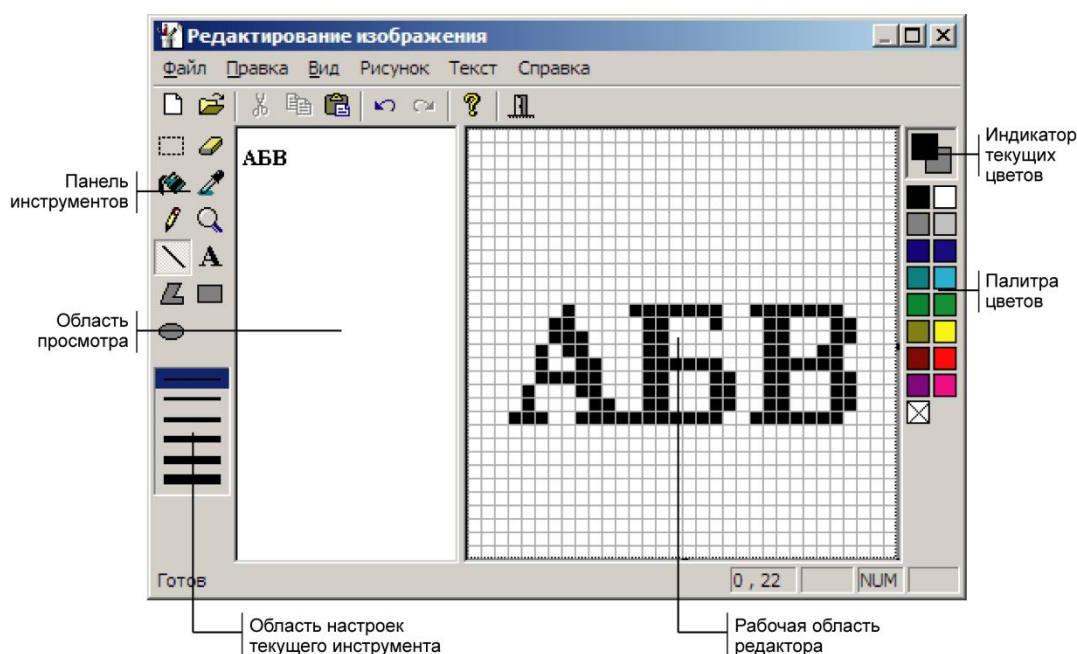 Редактирование изображения
Файл Правка Вид Рисунок Текст Справка
Индикатор
текущих
цветов
АБВ
Панель
инструментов
A
Палитра
цветов
Область
просмотра
АБВ
Готов
0 , 22
NUM
Область настроек
текущего инструмента
Рабочая область
редактора